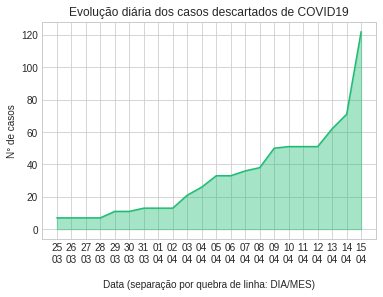 Evolução diária dos casos descartados de COVID19
120
100
80
60
40
20
0
N° de casos
25 26 27 28 29 30 31 01 02 03 04 05 06 07 08 09 10 11 12 13 14 15
03 03 03 03 03 03 03 04 04 04 04 04 04 04 04 04 04 04 04 04 04 04
Data (separação por quebra de linha: DIA/MES)